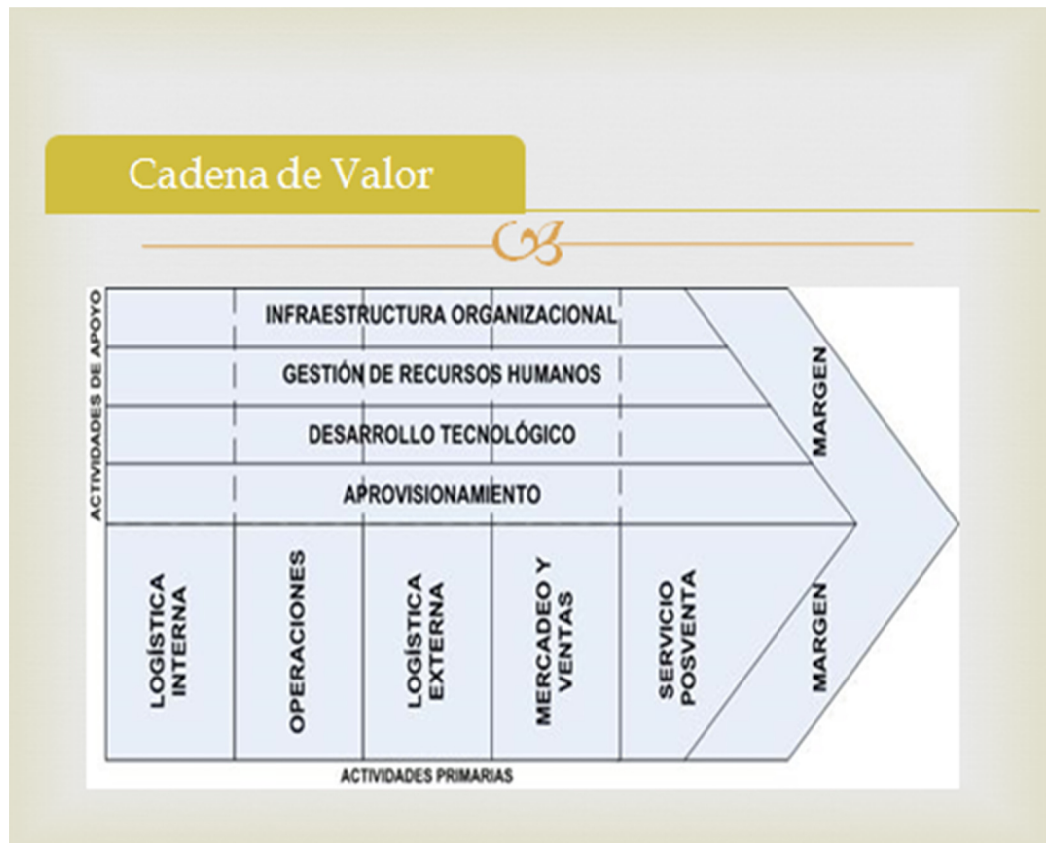 Cadena de Valor
ACTIVIDADES DE APOYO
INFRAESTRUCTURA ORGANIZACIONAL
GESTIÓN DE RECURSOS HUMANOS
DESARROLLO TECNOLÓGICO
APROVISIONAMIENTO
MARGEN
LOGÍSTICA
INTERNA
OPERACIONES
LOGÍSTICA
EXTERNA
MERCADEO Y
VENTAS
SERVICIO
POSVENTA
MARGEN
ACTIVIDADES PRIMARIAS